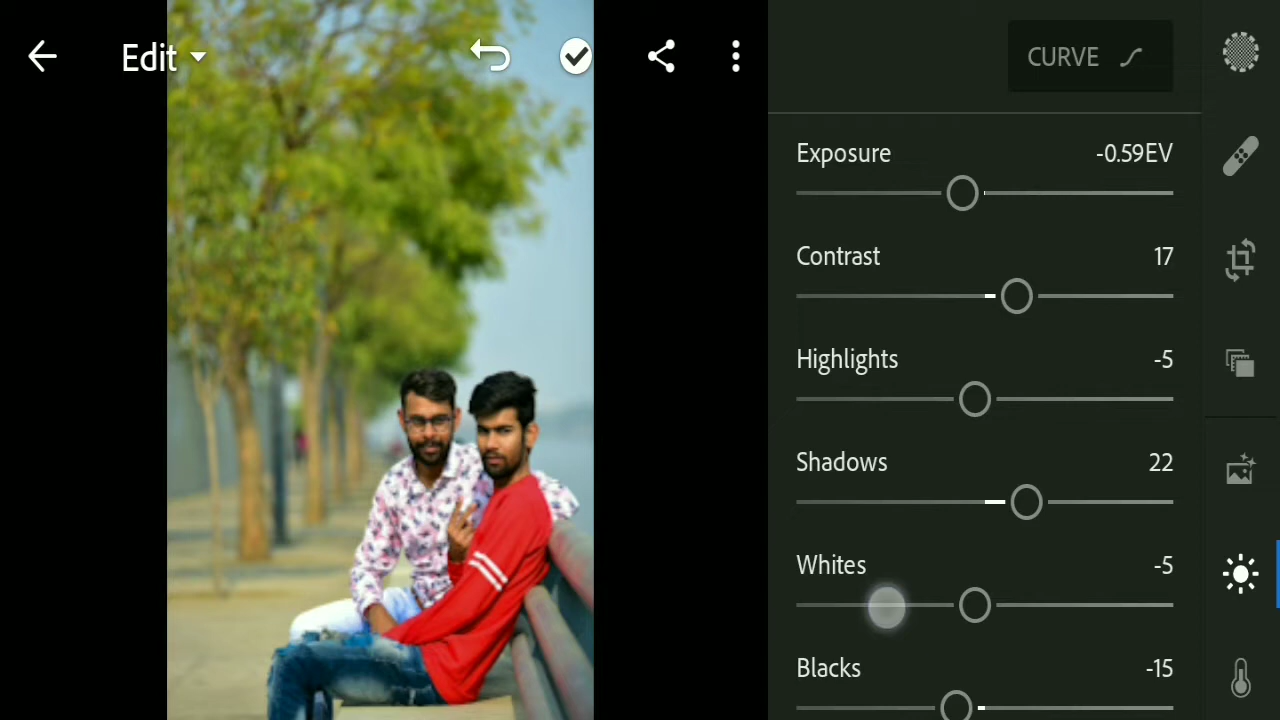 Edit
CURVE
Exposure -0.59EV
Contrast 17
Highlights -5
Shadows 22
Whites -5
Blacks -15